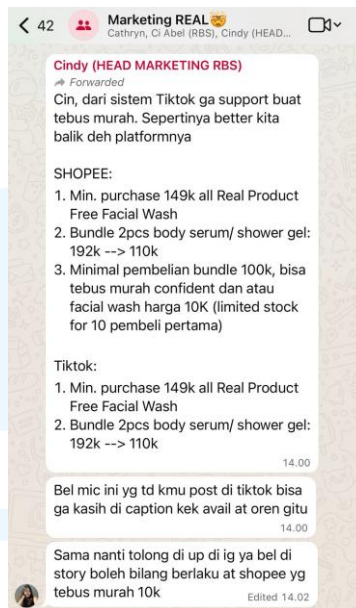 42
Marketing REAL🤯
Cathryn, Ci Abel (RBS), Cindy (HEAD...
Cindy (HEAD MARKETING RBS)
Forwarded
Cin, dari sistem Tiktok ga support buat
tebus murah. Sepertinya better kita
balik deh platformnya
SHOPEE:
1. Min. purchase 149k all Real Product
Free Facial Wash
2. Bundle 2pcs body serum/ shower gel:
192k --> 110k
3. Minimal pembelian bundle 100k, bisa
tebus murah confident dan atau
facial wash harga 10K (limited stock
for 10 pembeli pertama)
Tiktok:
1. Min. purchase 149k all Real Product
Free Facial Wash
2. Bundle 2pcs body serum/ shower gel:
192k --> 110k
14.00
Bel mic ini yg td kmu post di tiktok bisa
ga kasih di caption kek avail at oren gitu
14.00
Sama nanti tolong di up di ig ya bel di
story boleh bilang berlaku at shopee yg
tebus murah 10k
Edited 14.02